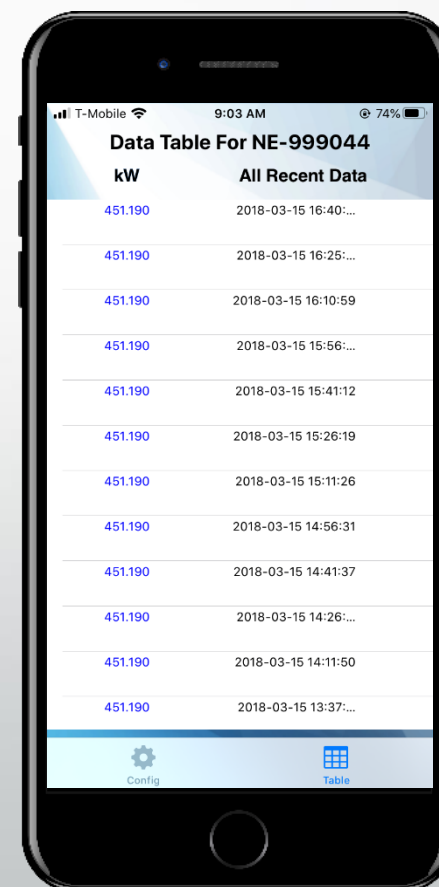 T-Mobile 9:03 AM 74%
Data Table For NE-999044
kW All Recent Data
451.190 2018-03-15 16:40:...
451.190 2018-03-15 16:25:...
451.190 2018-03-15 16:10:59
451.190 2018-03-15 15:56:...
451.190 2018-03-15 15:41:12
451.190 2018-03-15 15:26:19
451.190 2018-03-15 15:11:26
451.190 2018-03-15 14:56:31
451.190 2018-03-15 14:41:37
451.190 2018-03-15 14:26:...
451.190 2018-03-15 14:11:50
451.190 2018-03-15 13:37:...
Config Table